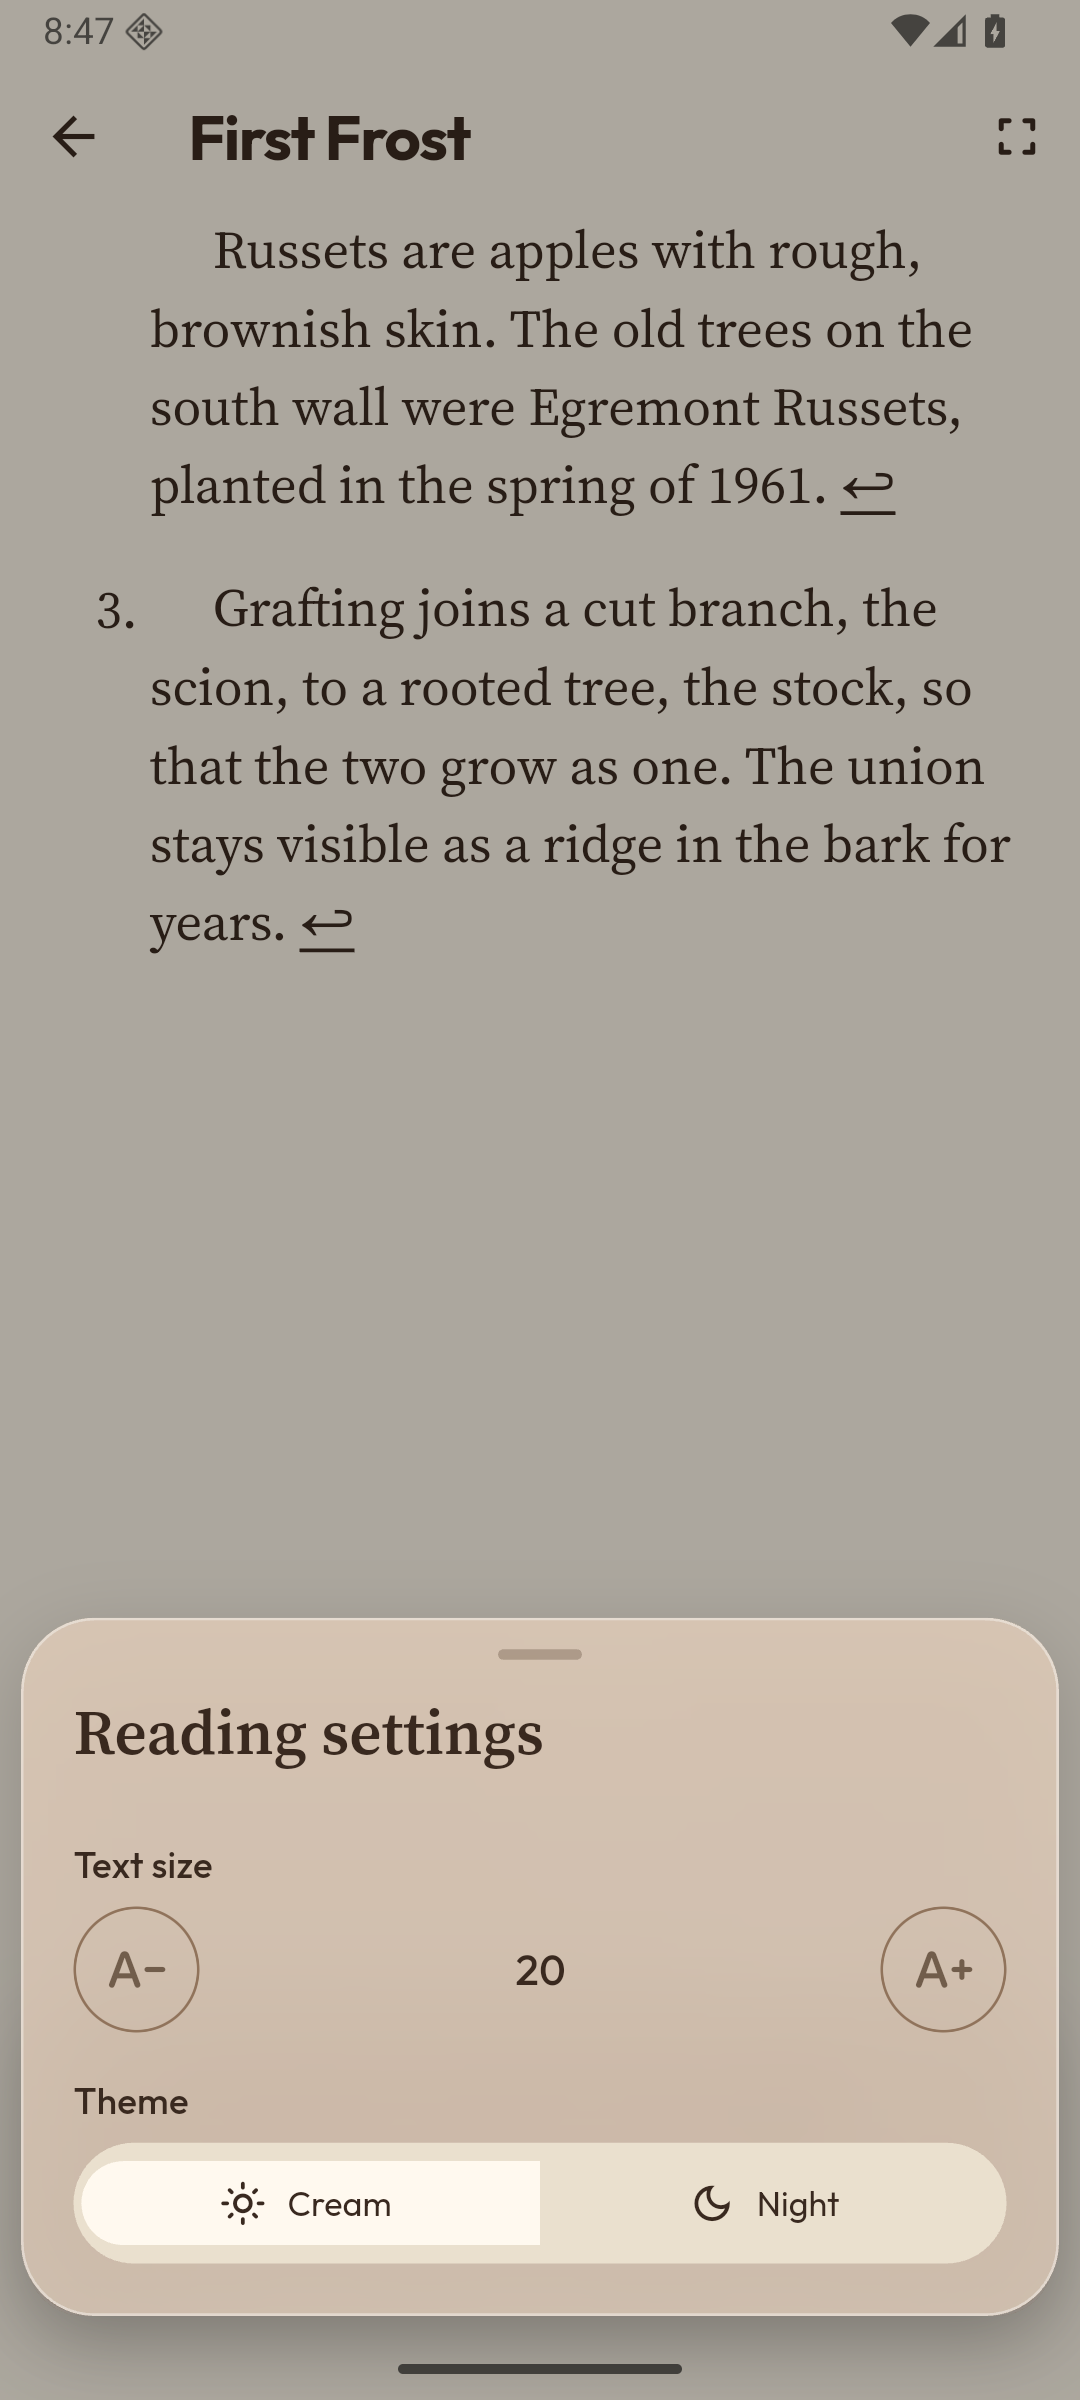 8:47
First Frost
Russets are apples with rough,
brownish skin. The old trees on the
south wall were Egremont Russets,
planted in the spring of 1961. ↩
3. Grafting joins a cut branch, the
scion, to a rooted tree, the stock, so
that the two grow as one. The union
stays visible as a ridge in the bark for
years. ↩
Reading settings
Text size
A− 20 A+
Theme
Cream Night